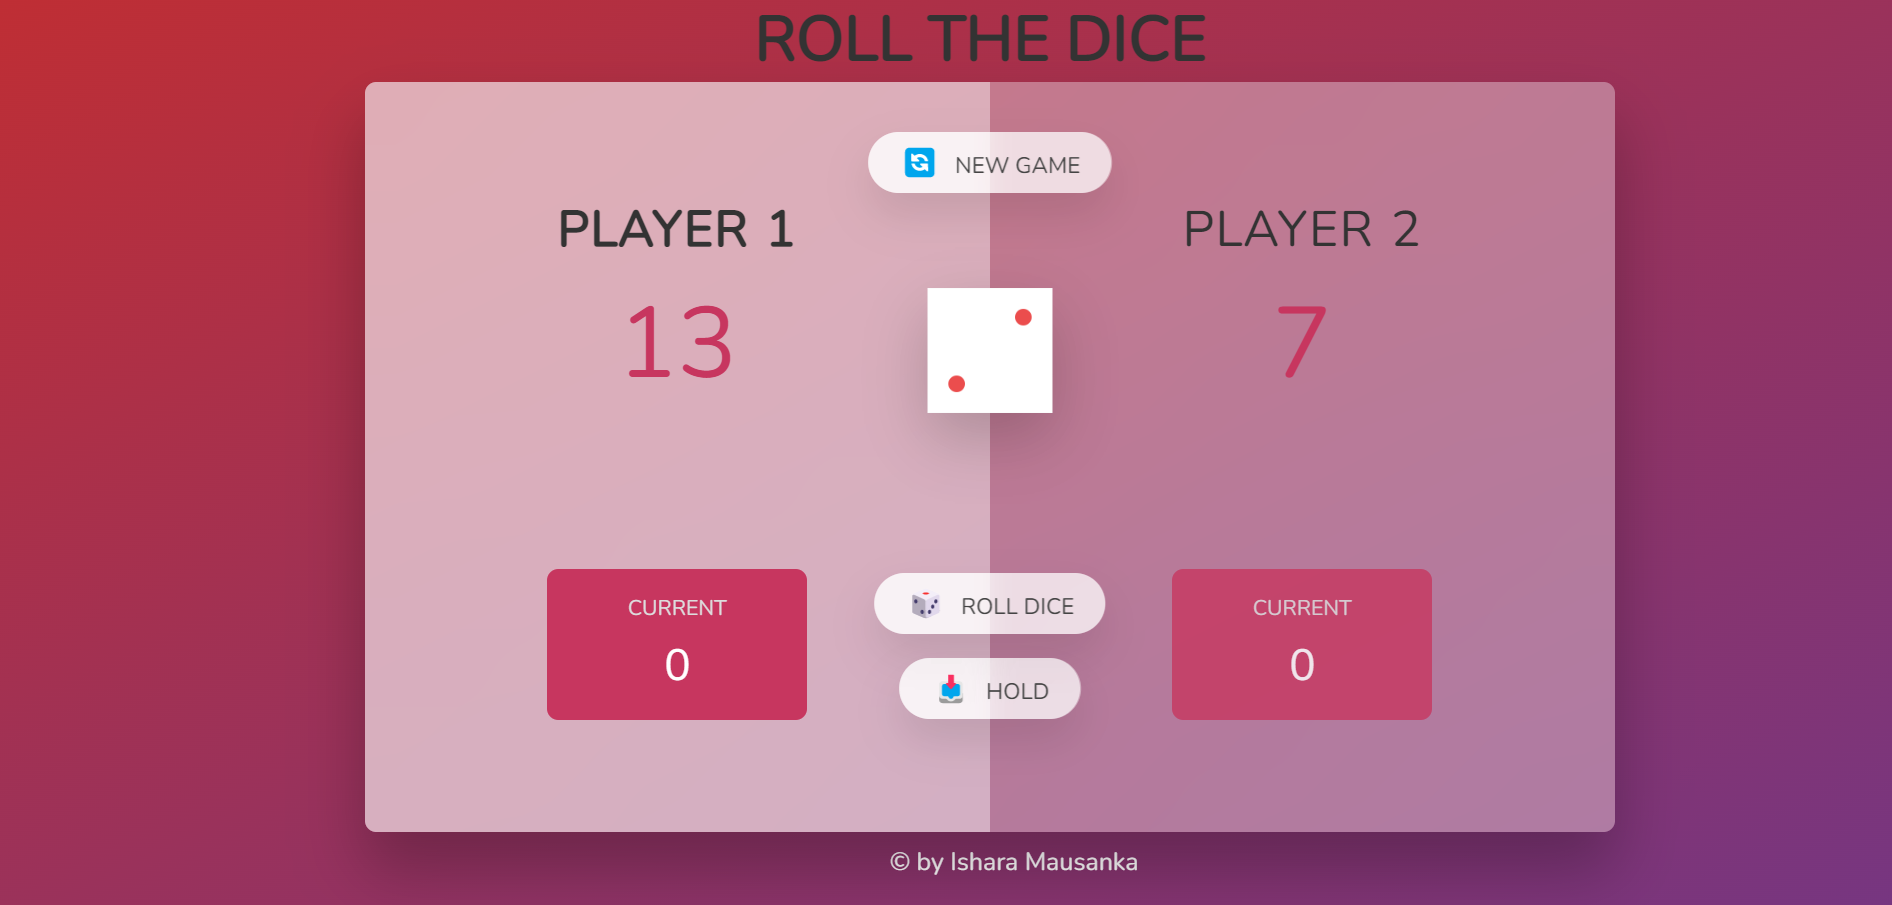 ROLL THE DICE
NEW GAME
PLAYER 1
PLAYER 2
13
7
CURRENT
0
ROLL DICE
HOLD
CURRENT
0
© by Ishara Mausanka